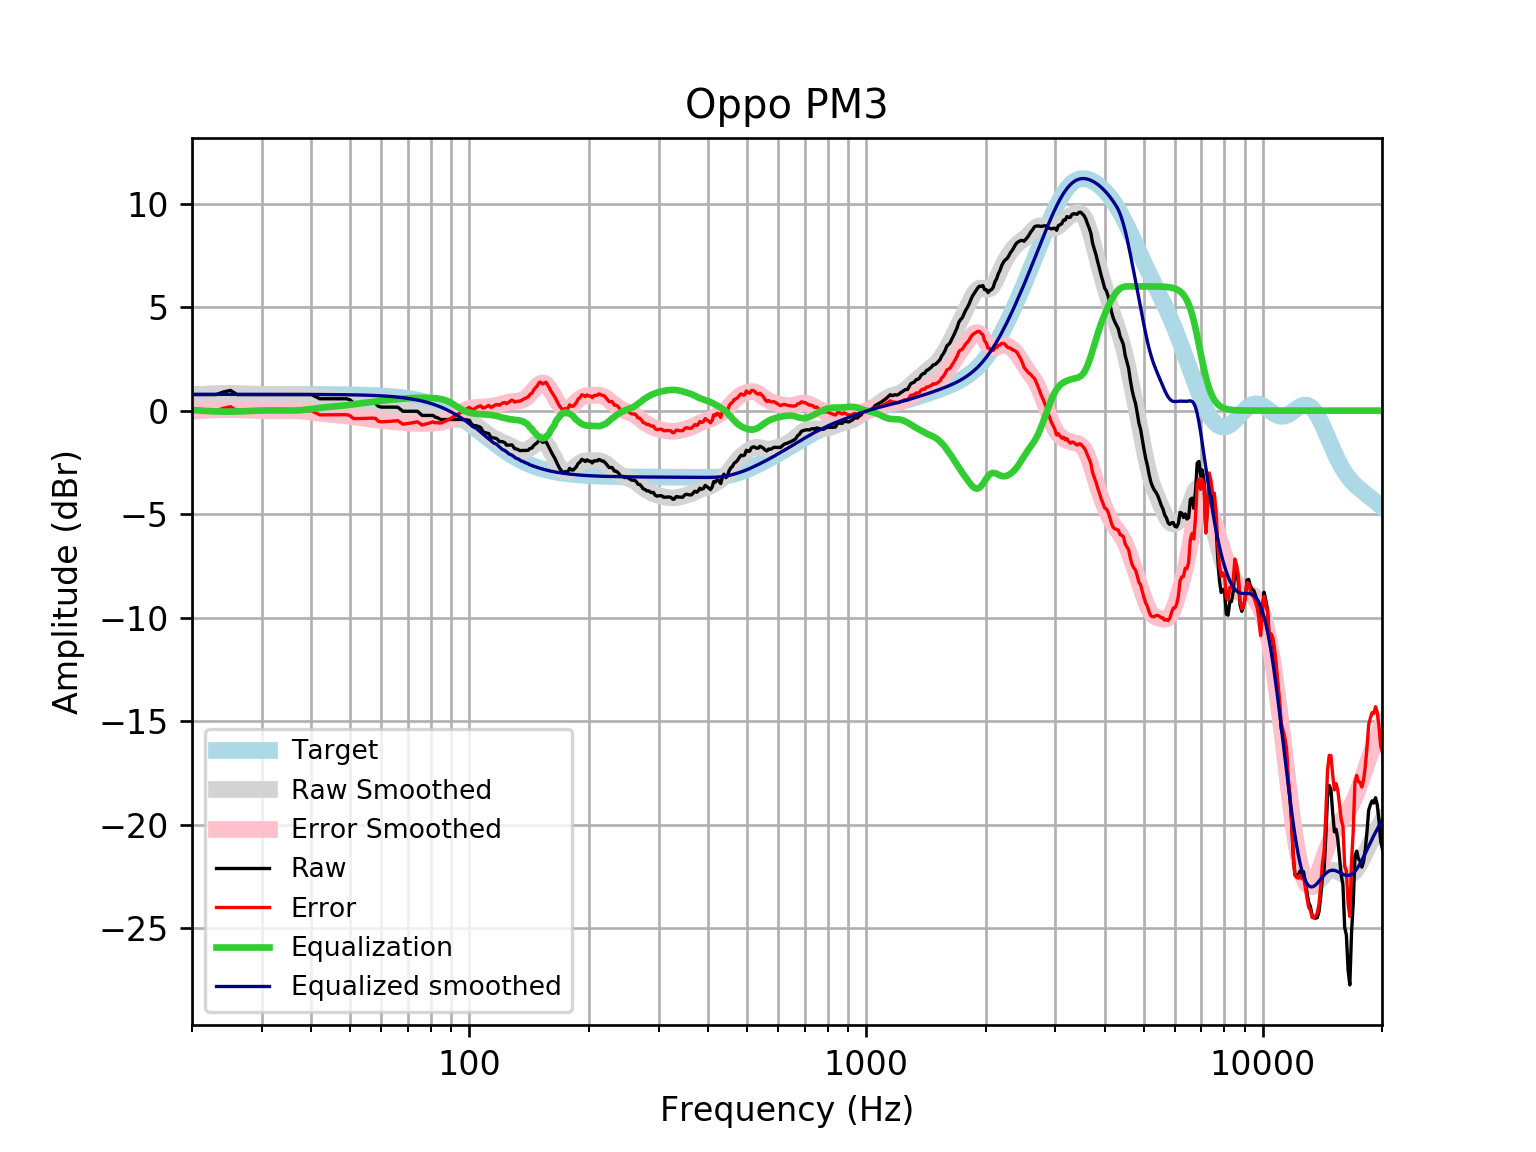 Oppo PM3
10
5
0
−5
−10
−15
−20
−25
Amplitude (dBr)
Target
Raw Smoothed
Error Smoothed
Raw
Error
Equalization
Equalized smoothed
100
1000
10000
Frequency (Hz)